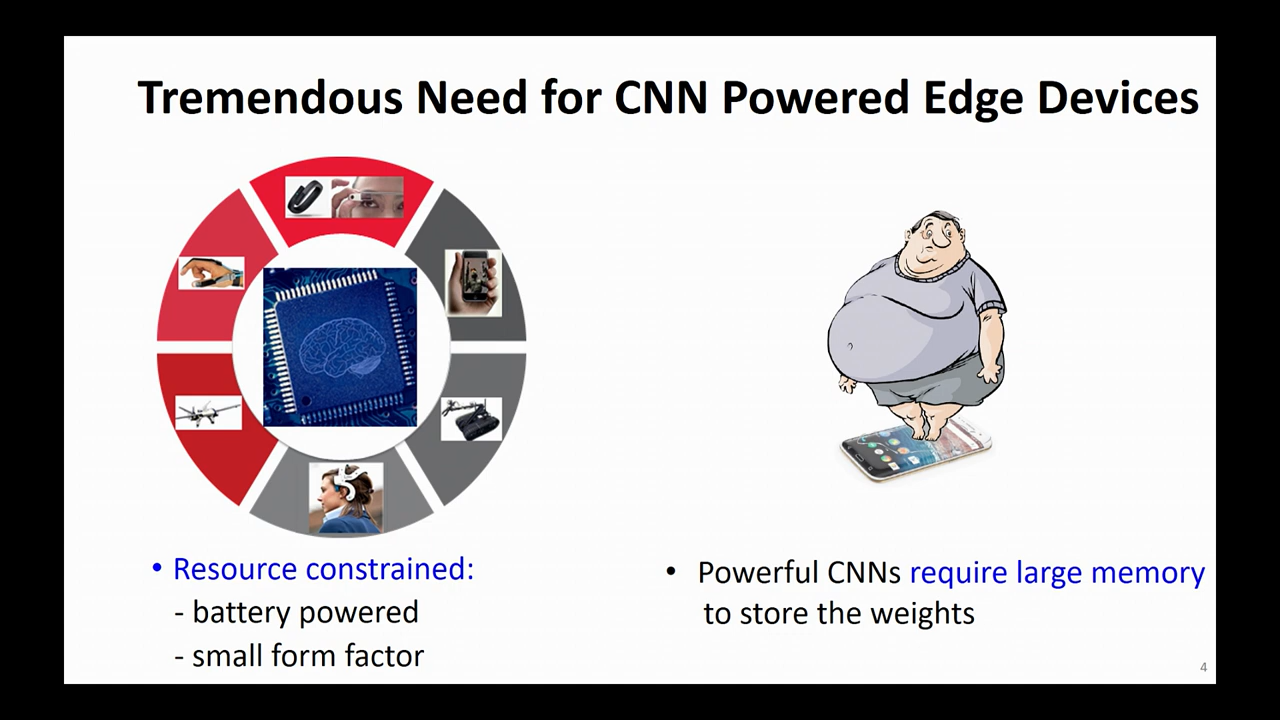 Tremendous Need for CNN Powered Edge Devices
• Resource constrained:
- battery powered
- small form factor
• Powerful CNNs require large memory
to store the weights
4